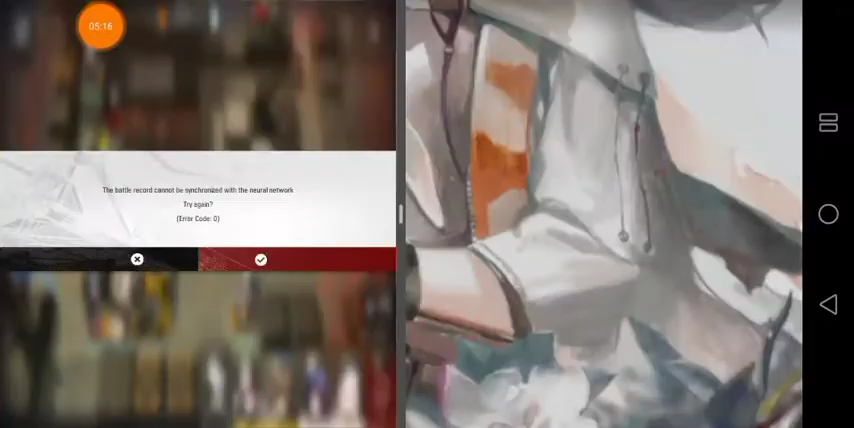 05:16
The battle record cannot be synchronized with the neural network
Try again?
(Error Code: 0)